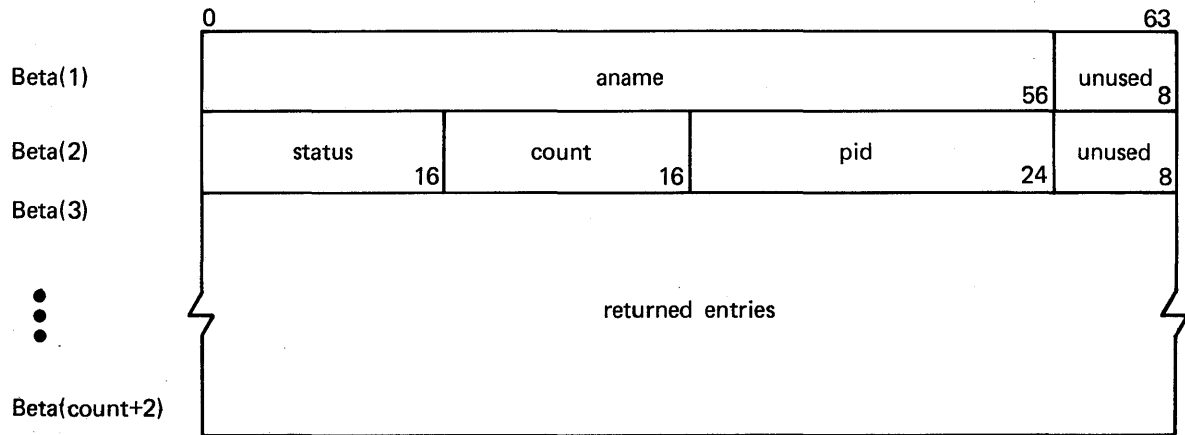 0 63
Beta(1) aname 56 unused 8
Beta(2) status 16 count 16 pid 24 unused 8
Beta(3)
returned entries
Beta(count+2)